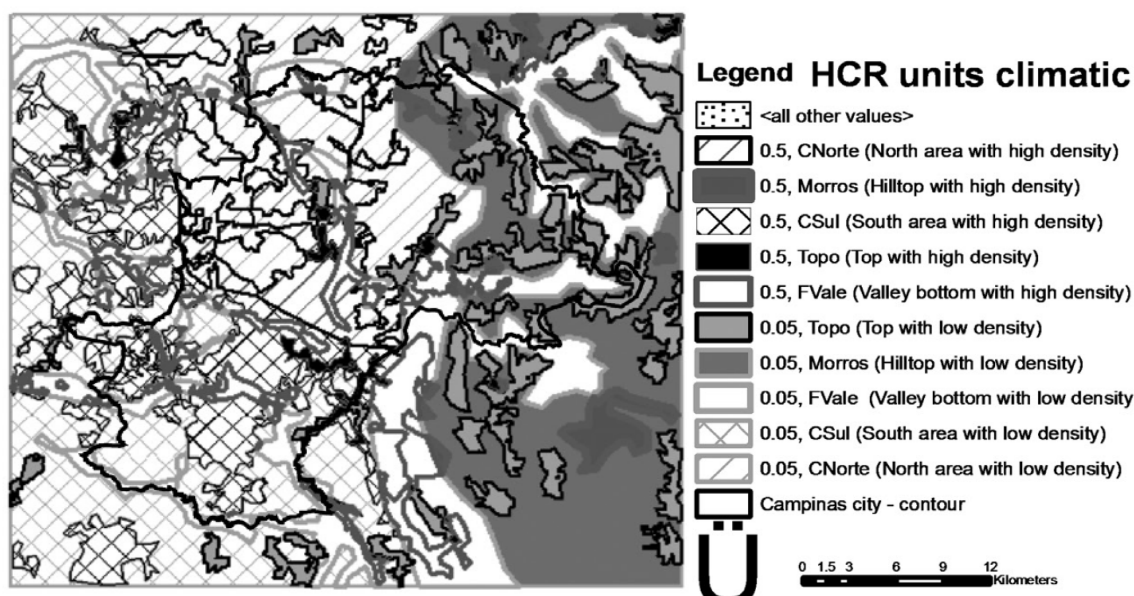 Legend HCR units climatic
<all other values>
0.5, CNorte (North area with high density)
0.5, Morros (Hilltop with high density)
0.5, CSul (South area with high density)
0.5, Topo (Top with high density)
0.5, FVale (Valley bottom with high density)
0.05, Topo (Top with low density)
0.05, Morros (Hilltop with low density)
0.05, FVale (Valley bottom with low density
0.05, CSul (South area with low density)
0.05, CNorte (North area with low density)
Campinas city - contour
0 1.5 3 6 9 12
Kilometers